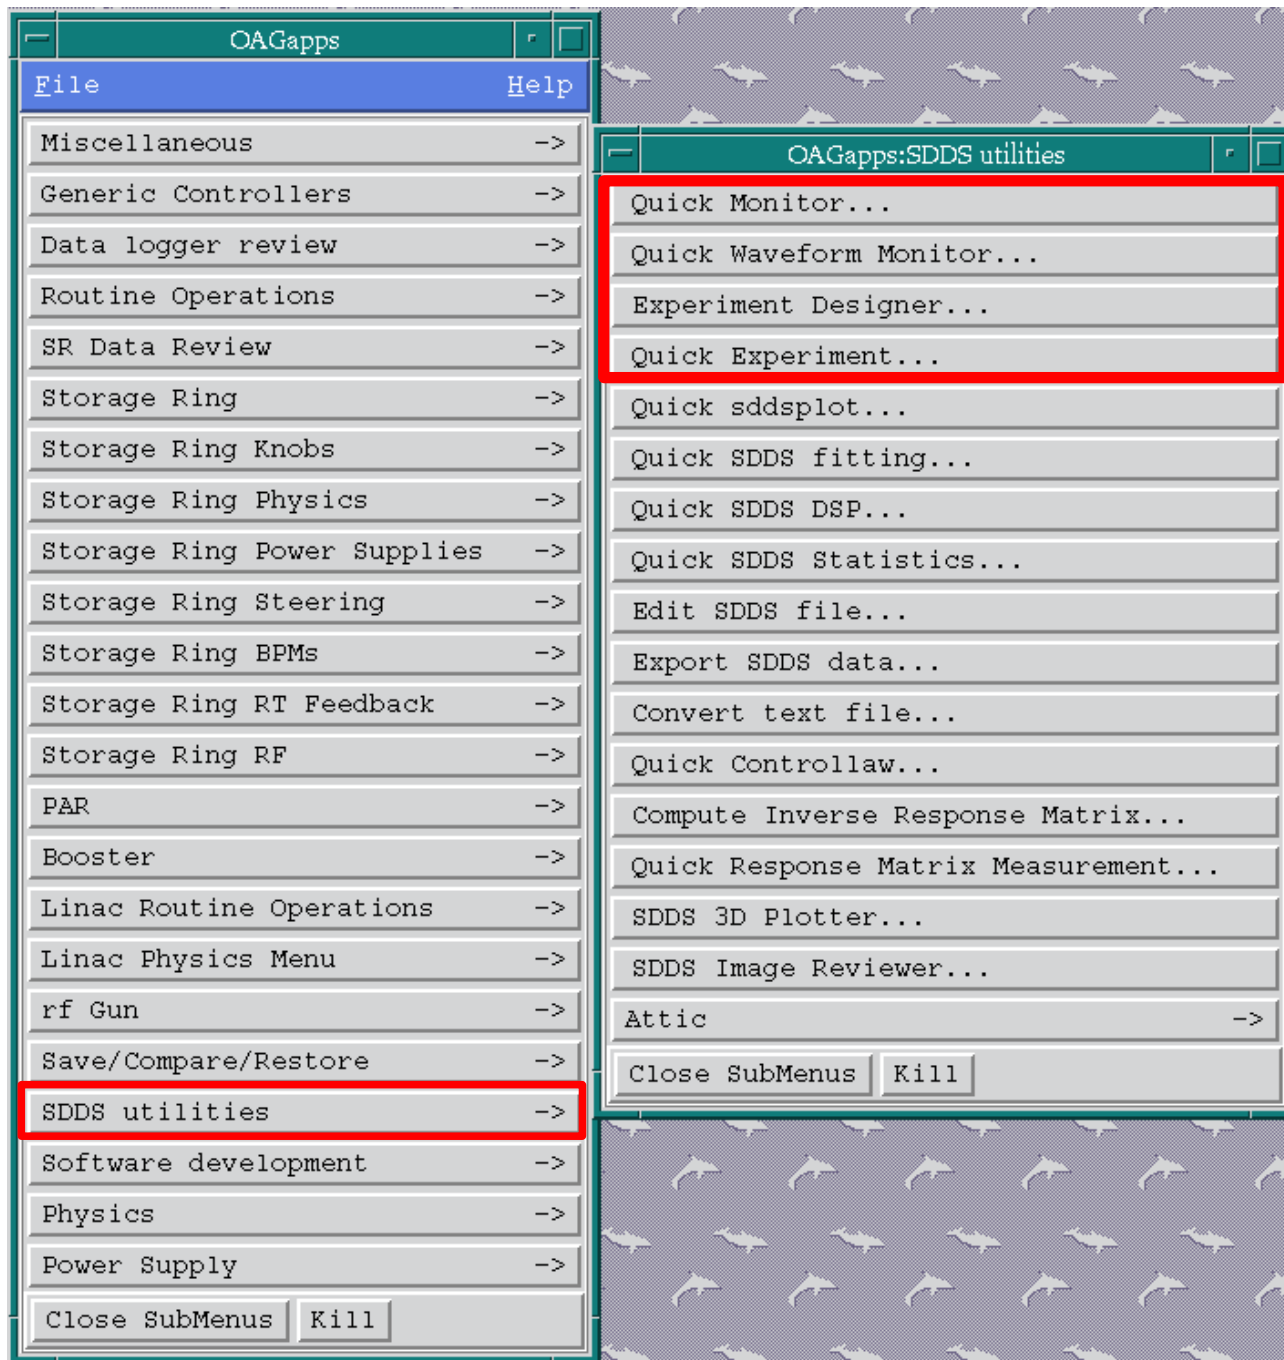 OAGapps
File Help
Miscellaneous ->
Generic Controllers ->
Data logger review ->
Routine Operations ->
SR Data Review ->
Storage Ring ->
Storage Ring Knobs ->
Storage Ring Physics ->
Storage Ring Power Supplies ->
Storage Ring Steering ->
Storage Ring BPMs ->
Storage Ring RT Feedback ->
Storage Ring RF ->
PAR ->
Booster ->
Linac Routine Operations ->
Linac Physics Menu ->
rf Gun ->
Save/Compare/Restore ->
SDDS utilities ->
Software development ->
Physics ->
Power Supply ->
Close SubMenus Kill
OAGapps:SDDS utilities
Quick Monitor...
Quick Waveform Monitor...
Experiment Designer...
Quick Experiment...
Quick sddsplot...
Quick SDDS fitting...
Quick SDDS DSP...
Quick SDDS Statistics...
Edit SDDS file...
Export SDDS data...
Convert text file...
Quick Controllaw...
Compute Inverse Response Matrix...
Quick Response Matrix Measurement...
SDDS 3D Plotter...
SDDS Image Reviewer...
Attic ->
Close SubMenus Kill